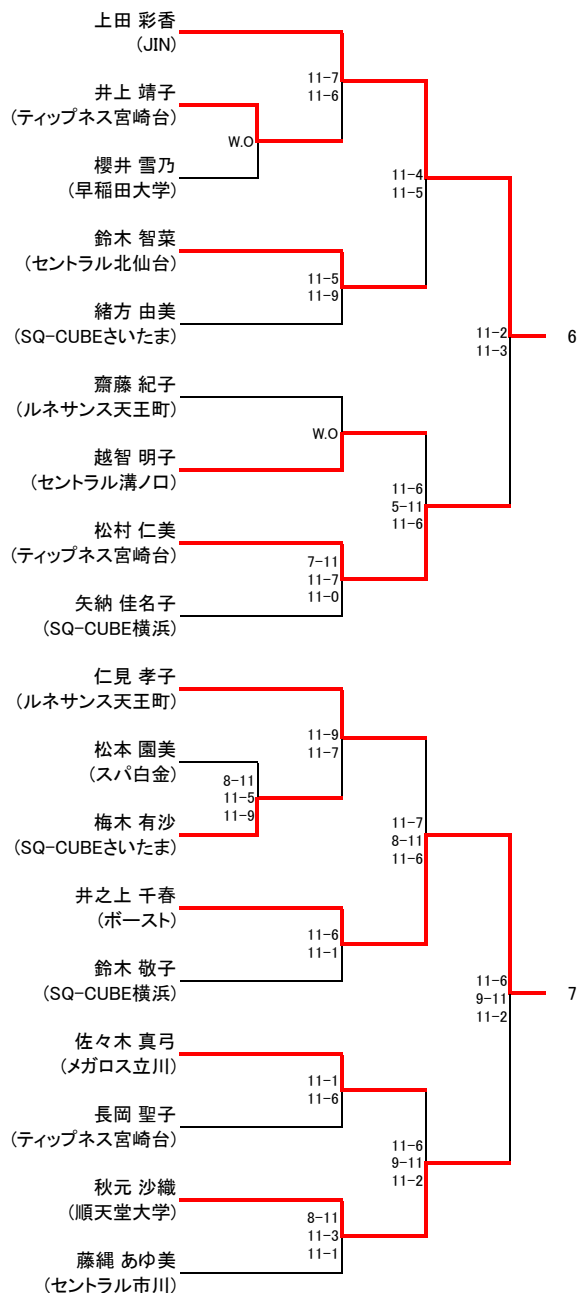 上田 彩香
(JIN)
11-7
11-6
井上 靖子
(ティップネス宮崎台)
W.O
櫻井 雪乃
(早稲田大学)
11-4
11-5
鈴木 智菜
(セントラル北仙台)
11-5
11-9
緒方 由美
(SQ-CUBEさいたま)
11-2
11-3
6
齋藤 紀子
(ルネサンス天王町)
W.O
越智 明子
(セントラル溝ノ口)
11-6
5-11
11-6
松村 仁美
(ティップネス宮崎台)
7-11
11-7
11-0
矢納 佳名子
(SQ-CUBE横浜)
仁見 孝子
(ルネサンス天王町)
11-9
11-7
松本 園美
(スパ白金)
8-11
11-5
11-9
梅木 有沙
(SQ-CUBEさいたま)
11-7
8-11
11-6
井之上 千春
(ボースト)
11-6
11-1
鈴木 敬子
(SQ-CUBE横浜)
11-6
9-11
11-2
7
佐々木 真弓
(メガロス立川)
11-1
11-6
長岡 聖子
(ティップネス宮崎台)
11-6
9-11
11-2
秋元 沙織
(順天堂大学)
8-11
11-3
11-1
藤縄 あゆ美
(セントラル市川)